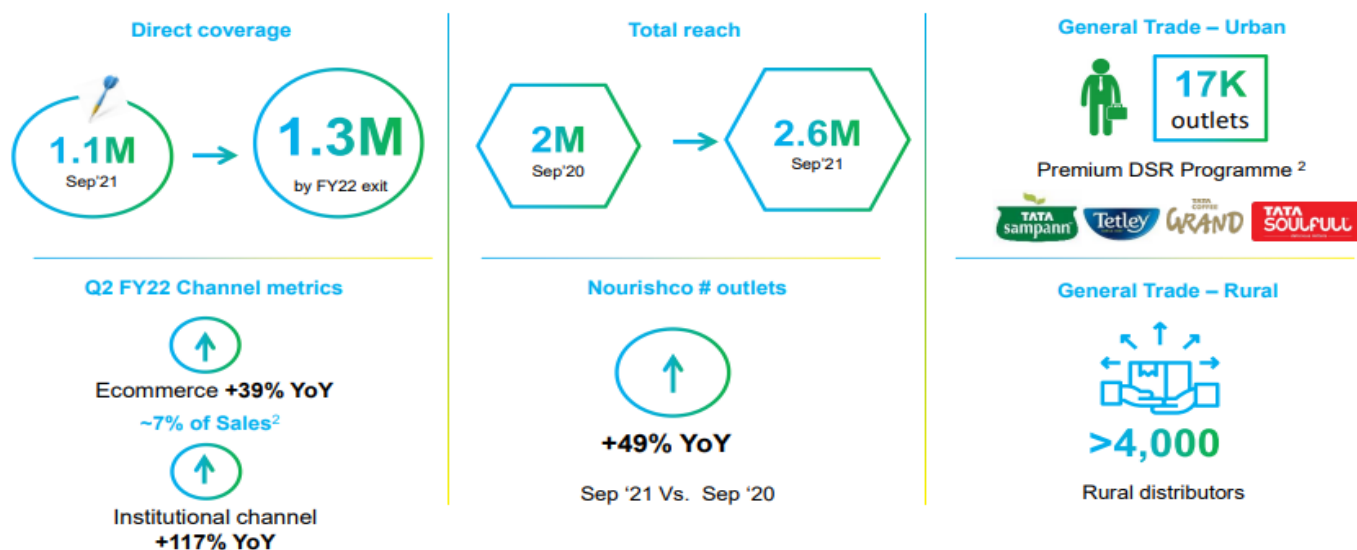 Direct coverage
1.1M
Sep'21
1.3M
by FY22 exit
Total reach
2M
Sep'20
2.6M
Sep'21
General Trade – Urban
17K
outlets
Premium DSR Programme ²
TATA
sampann
Tetley
TATA
COFFEE
GRAND
TATA
SOULFULL
Q2 FY22 Channel metrics
Ecommerce +39% YoY
~7% of Sales²
Institutional channel
+117% YoY
Nourishco # outlets
+49% YoY
Sep '21 Vs. Sep '20
General Trade – Rural
>4,000
Rural distributors